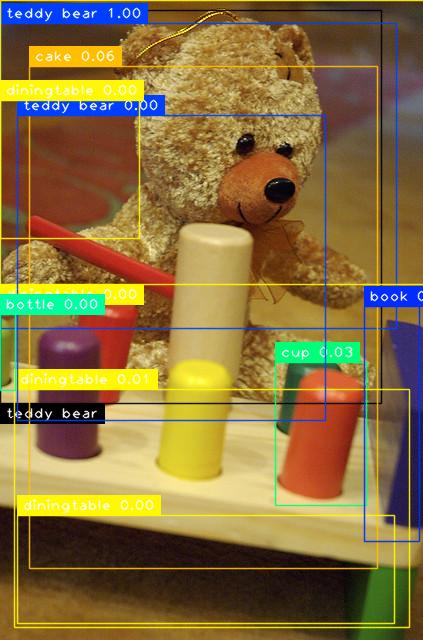 teddy bear 1.00
cake 0.06
diningtable 0.00
teddy bear 0.00
diningtable 0.00
book 0
bottle 0.00
cup 0.03
diningtable 0.01
teddy bear
diningtable 0.00